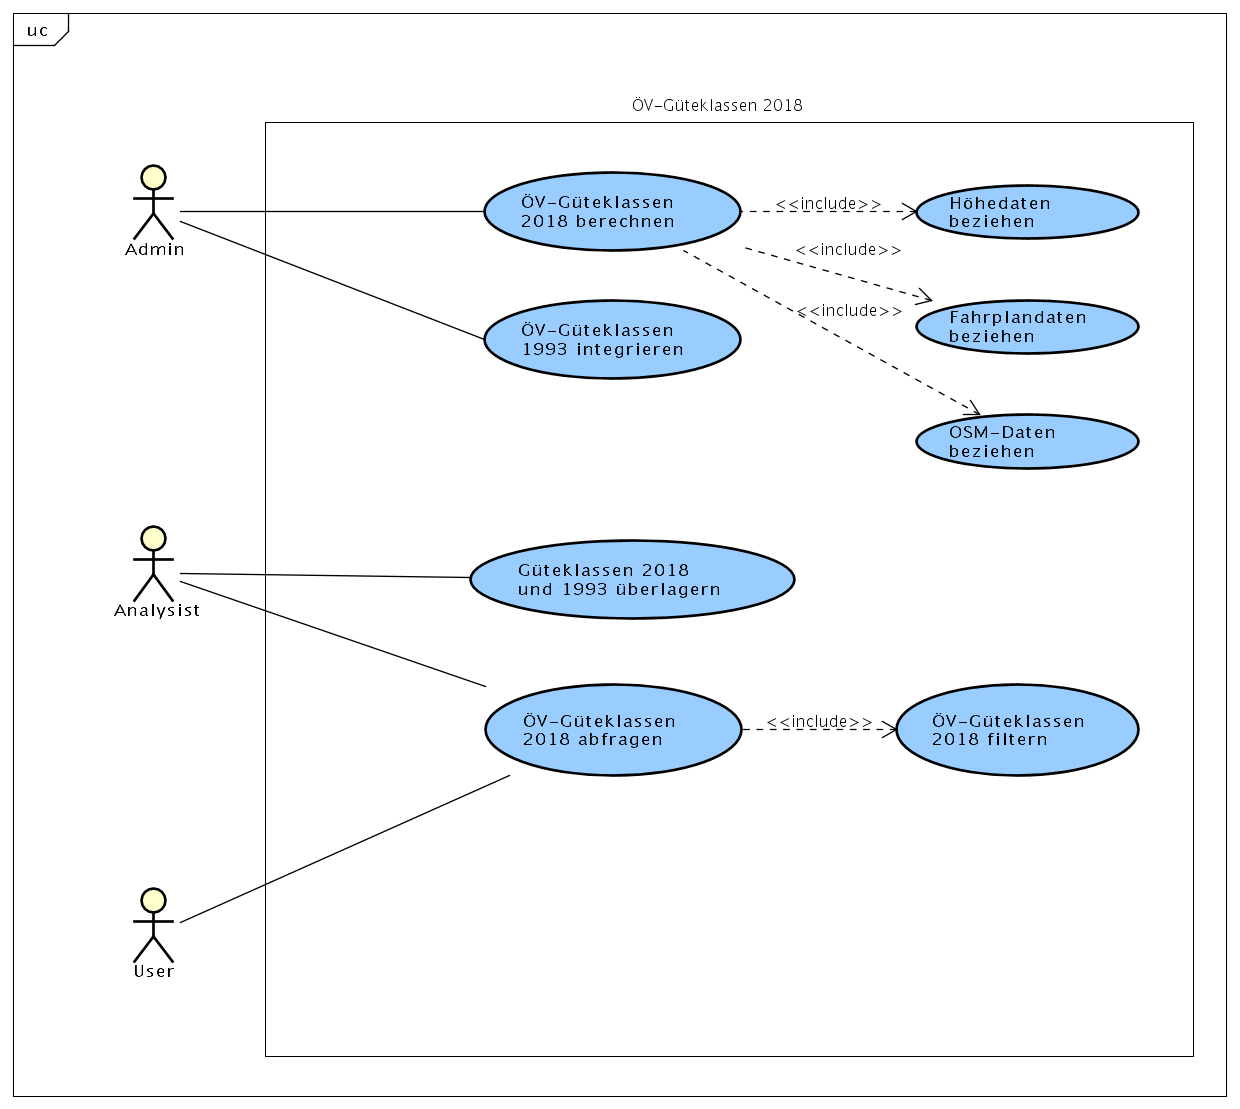 uc
ÖV-Güteklassen 2018
Admin
ÖV-Güteklassen
2018 berechnen
<<include>>
Höhedaten
beziehen
<<include>>
<<include>>
Fahrplandaten
beziehen
ÖV-Güteklassen
1993 integrieren
OSM-Daten
beziehen
Analysist
Güteklassen 2018
und 1993 überlagern
ÖV-Güteklassen
2018 abfragen
<<include>>
ÖV-Güteklassen
2018 filtern
User